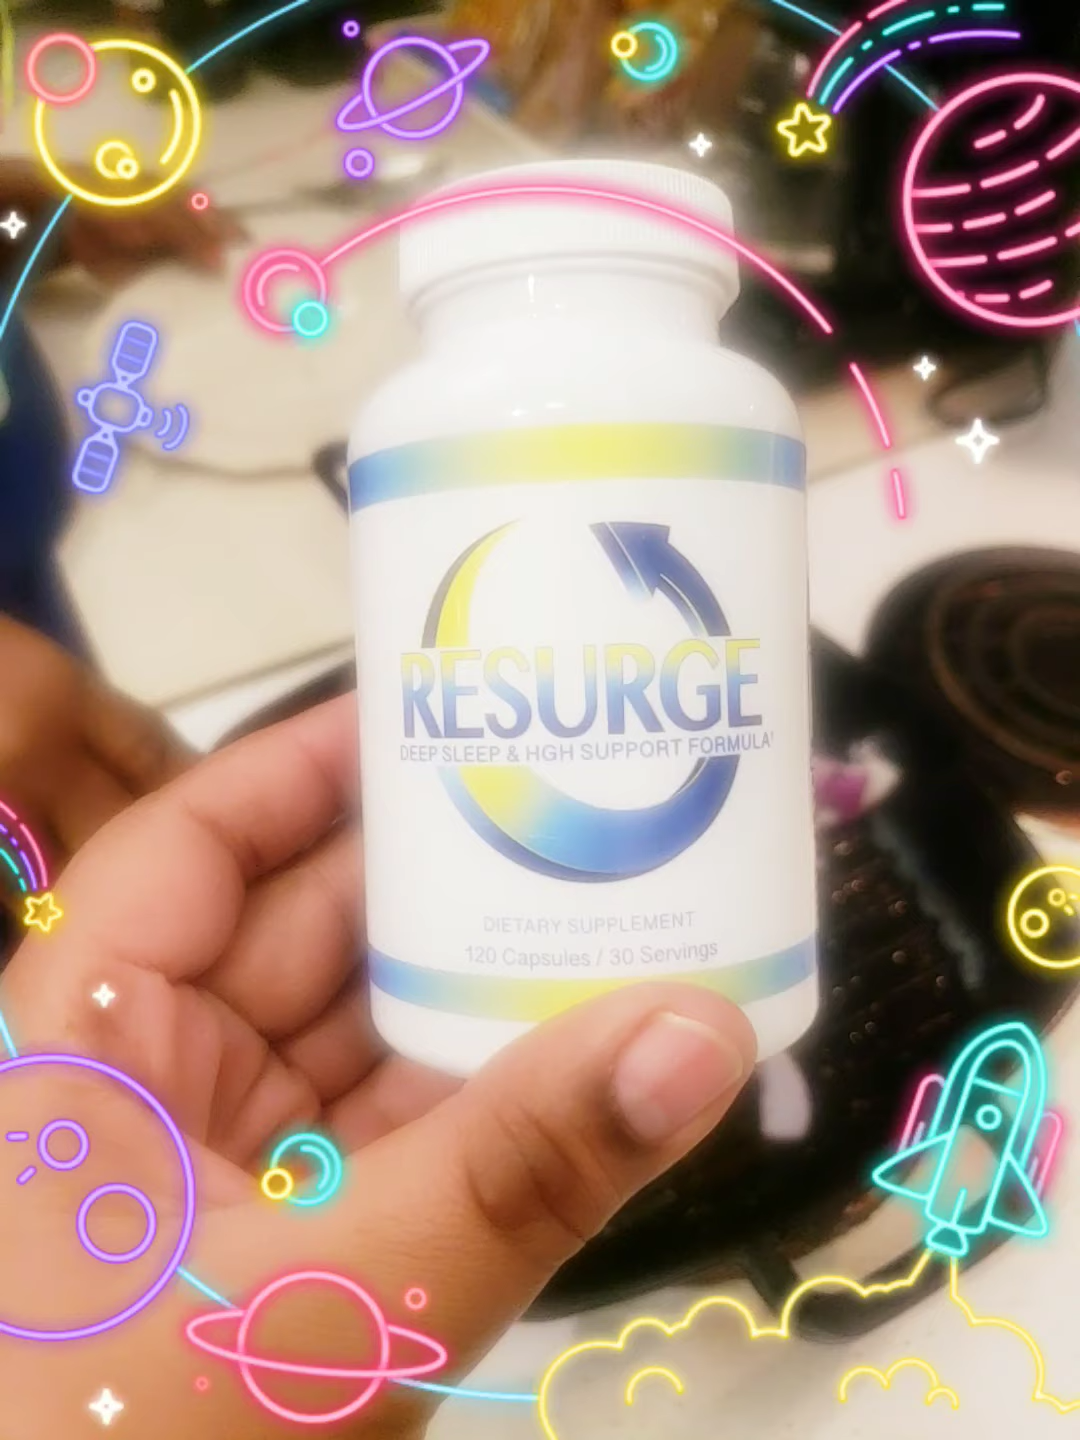 RESURGE
DEEP SLEEP & HGH SUPPORT FORMULA
DIETARY SUPPLEMENT
120 Capsules / 30 Servings